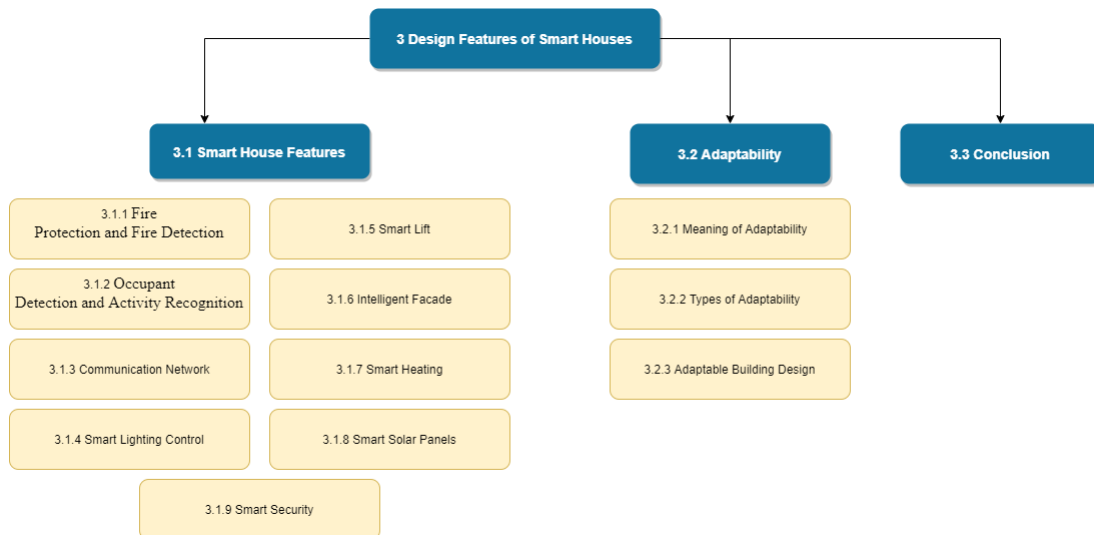 3 Design Features of Smart Houses
3.1 Smart House Features
3.2 Adaptability
3.3 Conclusion
3.1.1 Fire
Protection and Fire Detection
3.1.2 Occupant
Detection and Activity Recognition
3.1.3 Communication Network
3.1.4 Smart Lighting Control
3.1.5 Smart Lift
3.1.6 Intelligent Facade
3.1.7 Smart Heating
3.1.8 Smart Solar Panels
3.1.9 Smart Security
3.2.1 Meaning of Adaptability
3.2.2 Types of Adaptability
3.2.3 Adaptable Building Design